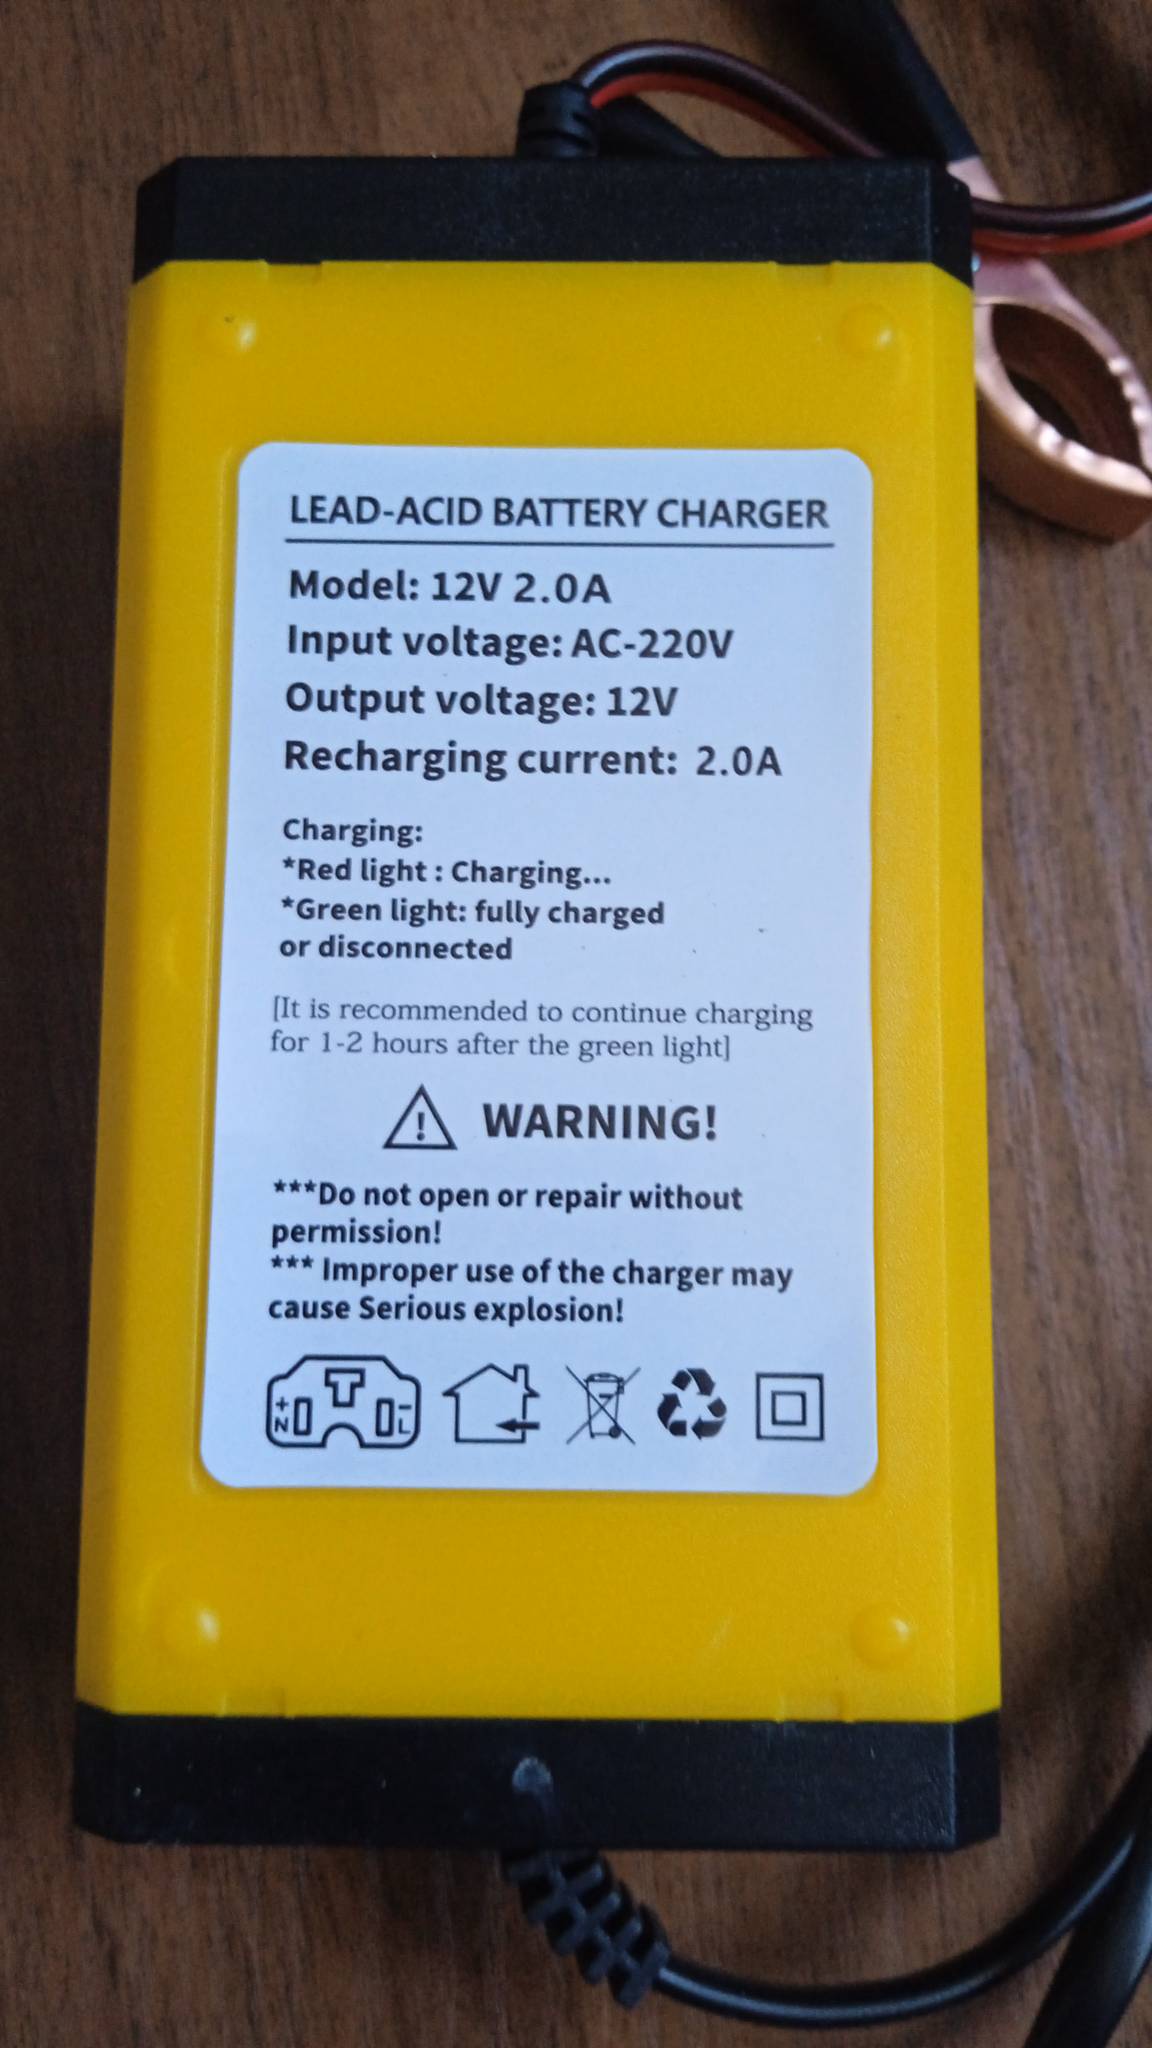 LEAD-ACID BATTERY CHARGER
Model: 12V 2.0A
Input voltage: AC-220V
Output voltage: 12V
Recharging current: 2.0A
Charging:
*Red light : Charging...
*Green light: fully charged
or disconnected
[It is recommended to continue charging
for 1-2 hours after the green light]
! WARNING!
***Do not open or repair without
permission!
*** Improper use of the charger may
cause Serious explosion!
+ N T - L